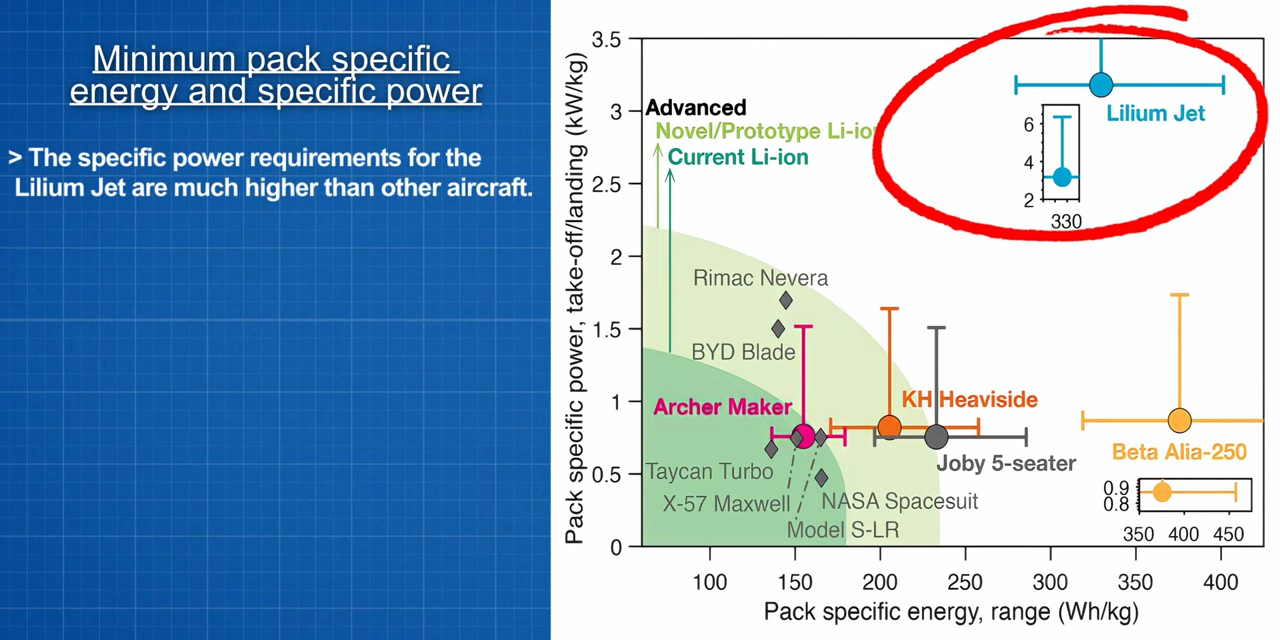 Minimum pack specific
energy and specific power
> The specific power requirements for the
Lilium Jet are much higher than other aircraft.
Pack specific power, take-off/landing (kW/kg)
3.5
3
2.5
2
1.5
1
0.5
0
Advanced
Novel/Prototype Li-ion
Current Li-ion
Lilium Jet
6
4
2
330
Rimac Nevera
BYD Blade
Archer Maker
KH Heaviside
Taycan Turbo
Joby 5-seater
Beta Alia-250
X-57 Maxwell
NASA Spacesuit
Model S-LR
0.9
0.8
350 400 450
100 150 200 250 300 350 400
Pack specific energy, range (Wh/kg)